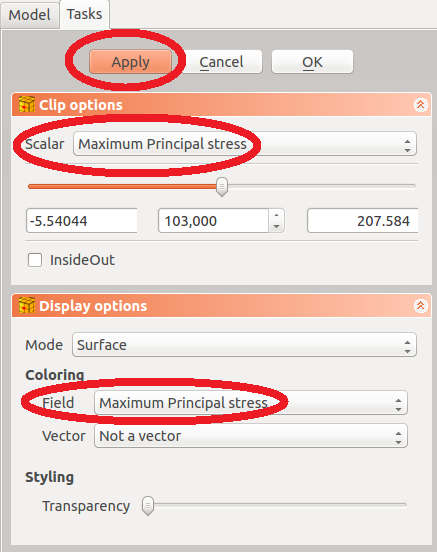 Model Tasks
Apply Cancel OK
Clip options
Scalar Maximum Principal stress
-5.54044 103,000 207.584
InsideOut
Display options
Mode Surface
Coloring
Field Maximum Principal stress
Vector Not a vector
Styling
Transparency